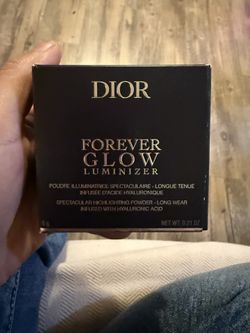 DIOR
FOREVER
GLOW
LUMINIZER
POUDRE ILLUMINATRICE SPECTACULAIRE - LONGUE TENUE
INFUSÉE D'ACIDE HYALURONIQUE
SPECTACULAR HIGHLIGHTING POWDER - LONG WEAR
INFUSED WITH HYALURONIC ACID
6 g NET WT. 0.21 OZ